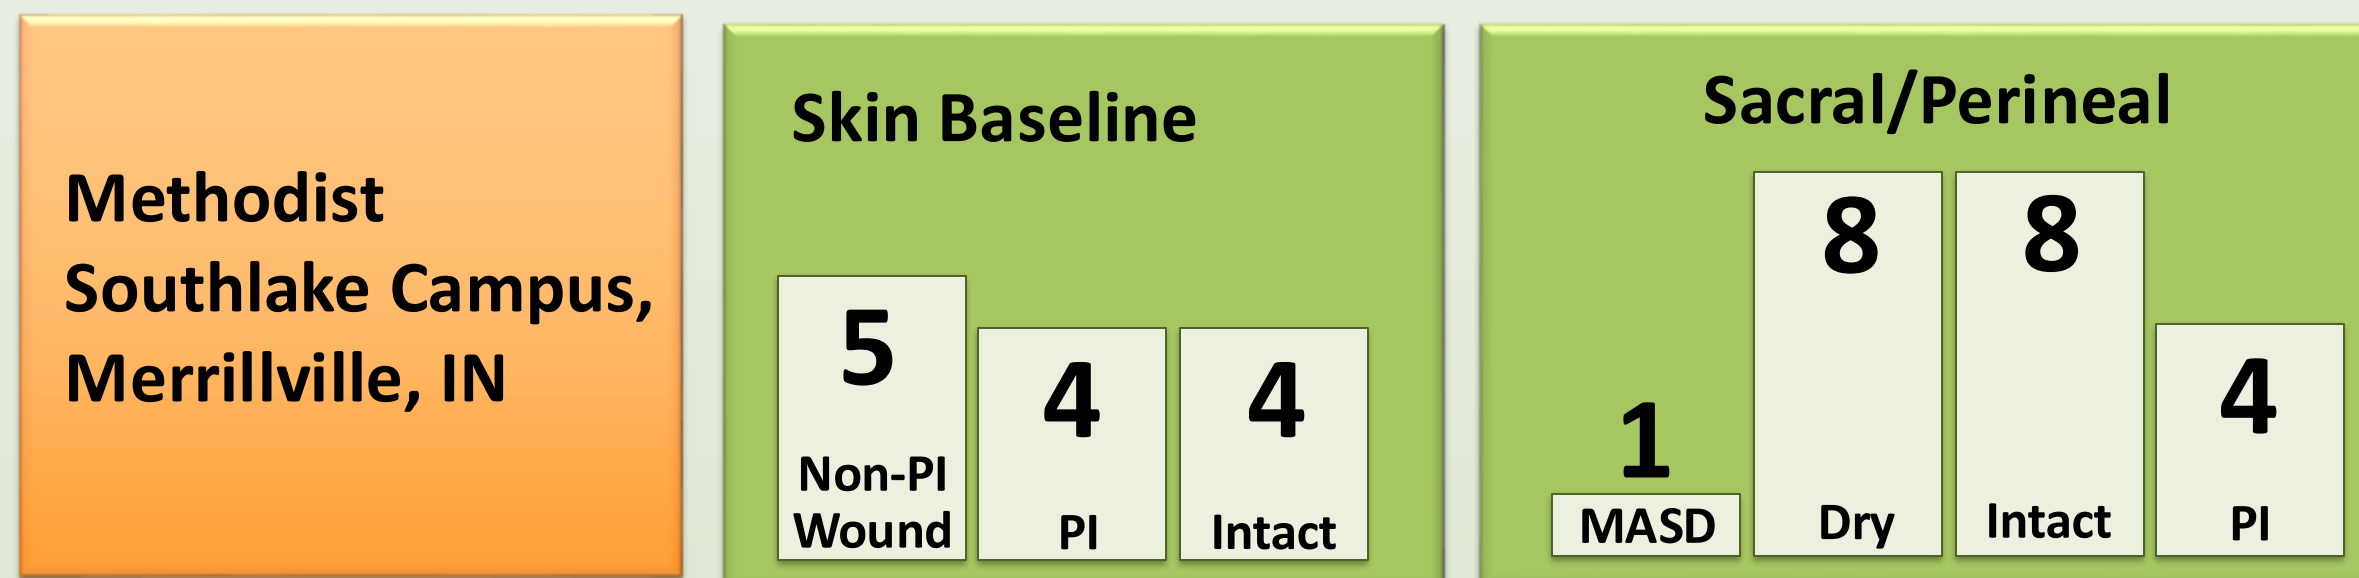 Methodist
Southlake Campus,
Merrillville, IN
Skin Baseline
5
Non-PI
Wound
4
PI
4
Intact
Sacral/Perineal
1
MASD
8
Dry
8
Intact
4
PI